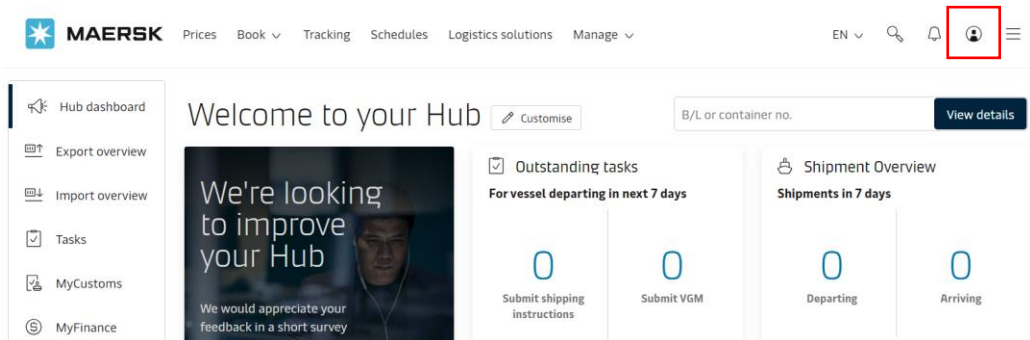 MAERSK Prices Book Tracking Schedules Logistics solutions Manage EN
Hub dashboard
Export overview
Import overview
Tasks
MyCustoms
MyFinance
Welcome to your Hub
Customise
B/L or container no.
View details
We're looking
to improve
your Hub
We would appreciate your
feedback in a short survey
Outstanding tasks
For vessel departing in next 7 days
0
Submit shipping
instructions
0
Submit VGM
Shipment Overview
Shipments in 7 days
0
Departing
0
Arriving